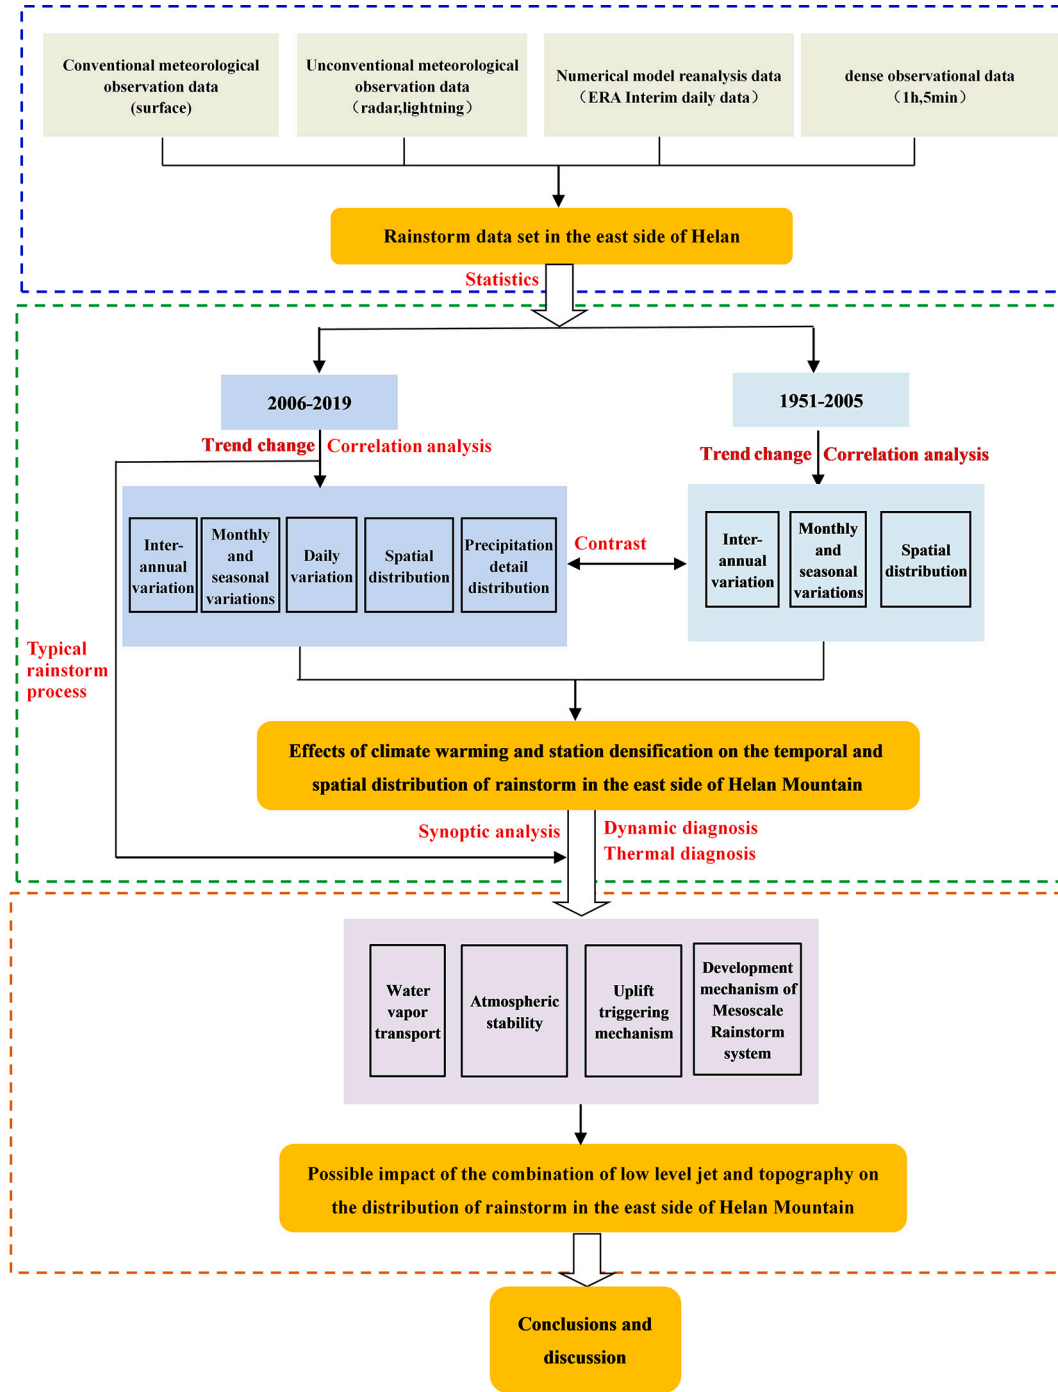 Conventional meteorological
observation data
(surface)
Unconventional meteorological
observation data
（radar,lightning）
Numerical model reanalysis data
（ERA Interim daily data）
dense observational data
（1h,5min）
Rainstorm data set in the east side of Helan
Statistics
2006-2019
1951-2005
Trend change
Correlation analysis
Trend change
Correlation analysis
Inter-
annual
variation
Monthly
and
seasonal
variations
Daily
variation
Spatial
distribution
Precipitation
detail
distribution
Contrast
Inter-
annual
variation
Monthly
and
seasonal
variations
Spatial
distribution
Typical
rainstorm
process
Effects of climate warming and station densification on the temporal and
spatial distribution of rainstorm in the east side of Helan Mountain
Synoptic analysis
Dynamic diagnosis
Thermal diagnosis
Water
vapor
transport
Atmospheric
stability
Uplift
triggering
mechanism
Development
mechanism of
Mesoscale
Rainstorm
system
Possible impact of the combination of low level jet and topography on
the distribution of rainstorm in the east side of Helan Mountain
Conclusions and
discussion